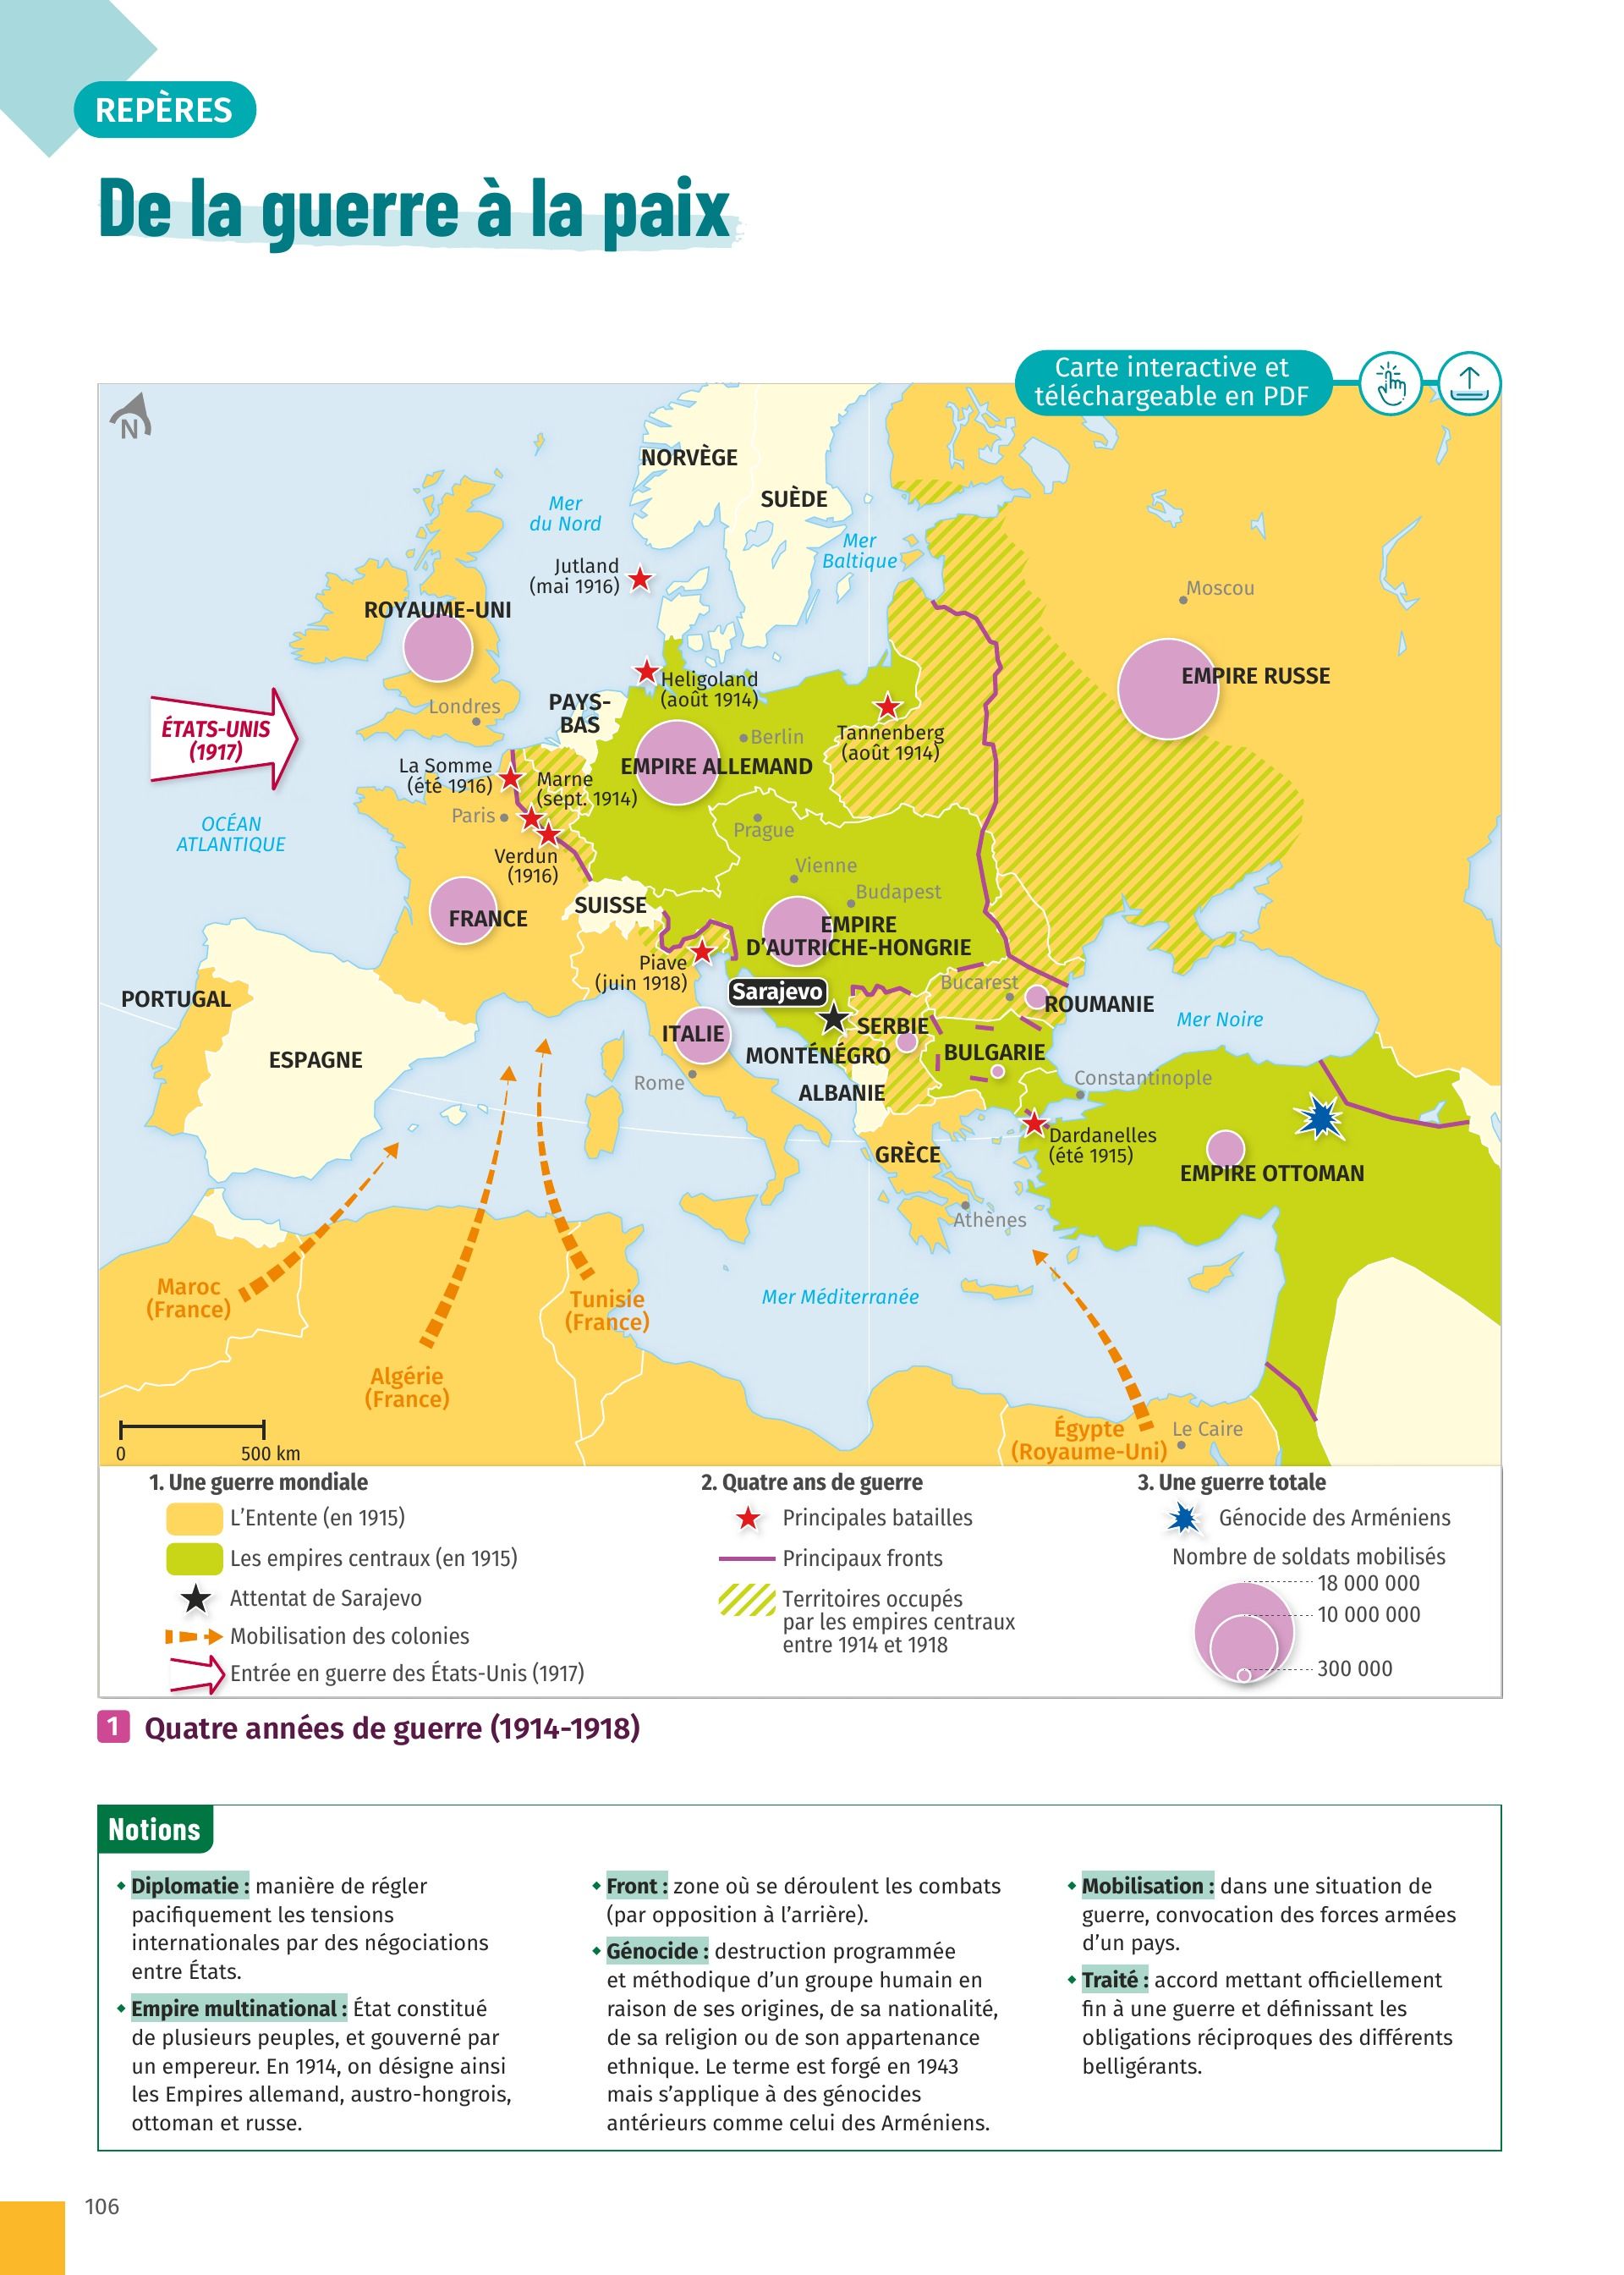 REPÈRES
De la guerre à la paix
Carte interactive et
téléchargeable en PDF
N
NORVÈGE
SUÈDE
Mer
du Nord
Mer
Baltique
Jutland
(mai 1916)
Moscou
ROYAUME-UNI
EMPIRE RUSSE
Heligoland
(août 1914)
PAYS-
BAS
Londres
ÉTATS-UNIS
(1917)
Berlin
Tannenberg
(août 1914)
EMPIRE ALLEMAND
La Somme
(été 1916)
Marne
(sept. 1914)
Paris
OCÉAN
ATLANTIQUE
Prague
Verdun
(1916)
Vienne
Budapest
SUISSE
FRANCE
EMPIRE
D'AUTRICHE-HONGRIE
Piave
(juin 1918)
Bucarest
Sarajevo
PORTUGAL
ROUMANIE
Mer Noire
SERBIE
ITALIE
ESPAGNE
MONTÉNÉGRO
BULGARIE
Rome
Constantinople
ALBANIE
Dardanelles
(été 1915)
GRÈCE
EMPIRE OTTOMAN
Athènes
Maroc
(France)
Tunisie
(France)
Mer Méditerranée
Algérie
(France)
Égypte
(Royaume-Uni)
Le Caire
0 500 km
1. Une guerre mondiale
L'Entente (en 1915)
Les empires centraux (en 1915)
Attentat de Sarajevo
Mobilisation des colonies
Entrée en guerre des États-Unis (1917)
2. Quatre ans de guerre
Principales batailles
Principaux fronts
Territoires occupés
par les empires centraux
entre 1914 et 1918
3. Une guerre totale
Génocide des Arméniens
Nombre de soldats mobilisés
18 000 000
10 000 000
300 000
1 Quatre années de guerre (1914-1918)
Notions
Diplomatie : manière de régler
pacifiquement les tensions
internationales par des négociations
entre États.
Empire multinational : État constitué
de plusieurs peuples, et gouverné par
un empereur. En 1914, on désigne ainsi
les Empires allemand, austro-hongrois,
ottoman et russe.
Front : zone où se déroulent les combats
(par opposition à l'arrière).
Génocide : destruction programmée
et méthodique d'un groupe humain en
raison de ses origines, de sa nationalité,
de sa religion ou de son appartenance
ethnique. Le terme est forgé en 1943
mais s'applique à des génocides
antérieurs comme celui des Arméniens.
Mobilisation : dans une situation de
guerre, convocation des forces armées
d'un pays.
Traité : accord mettant officiellement
fin à une guerre et définissant les
obligations réciproques des différents
belligérants.
106